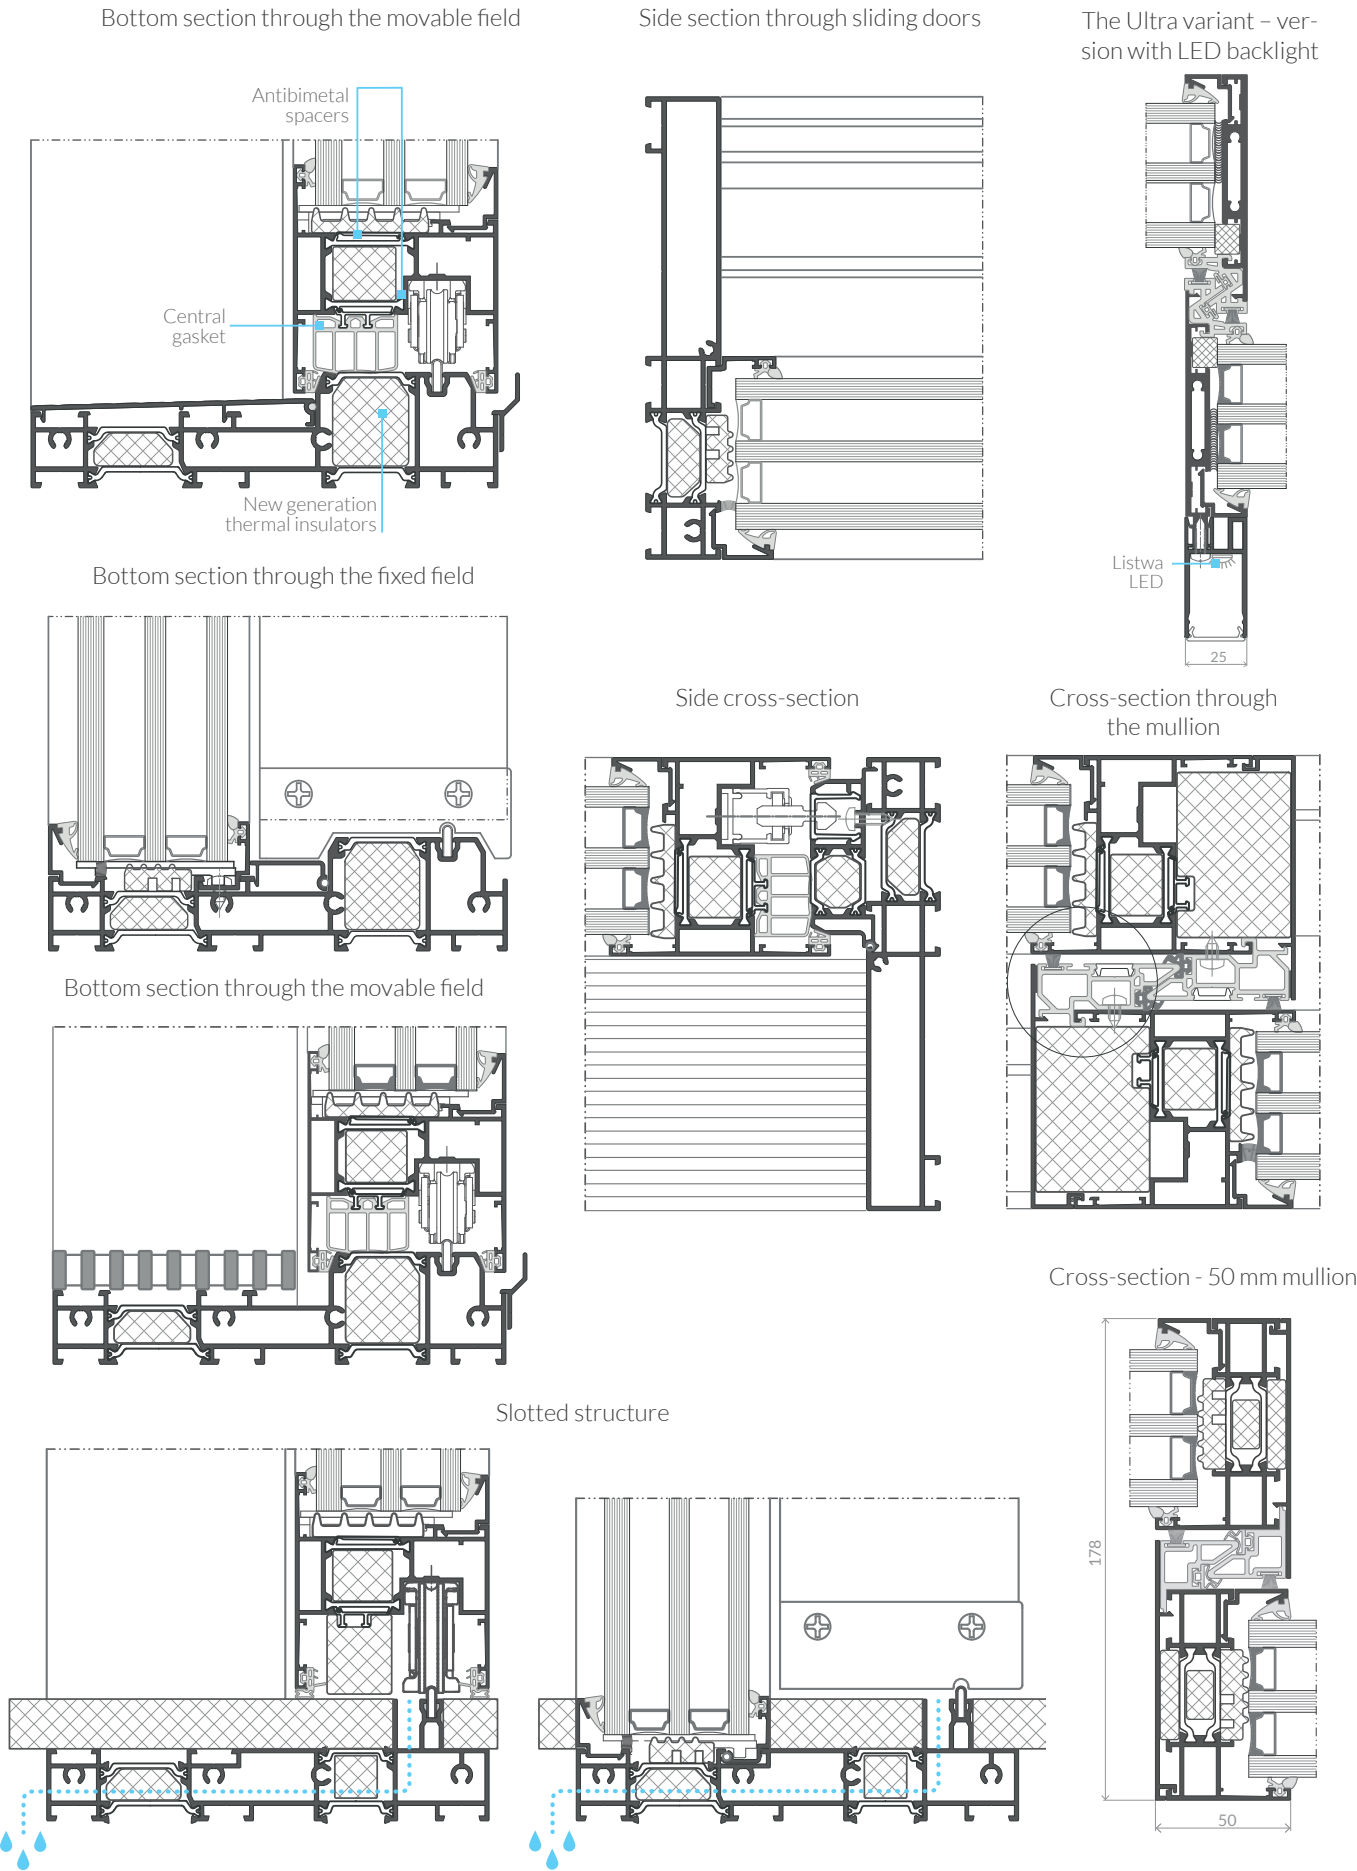 Bottom section through the movable field
Side section through sliding doors
The Ultra variant – ver-
sion with LED backlight
Antibimetal
spacers
Central
gasket
New generation
thermal insulators
Listwa
LED
25
Bottom section through the fixed field
Side cross-section
Cross-section through
the mullion
Bottom section through the movable field
Cross-section - 50 mm mullion
178
50
Slotted structure